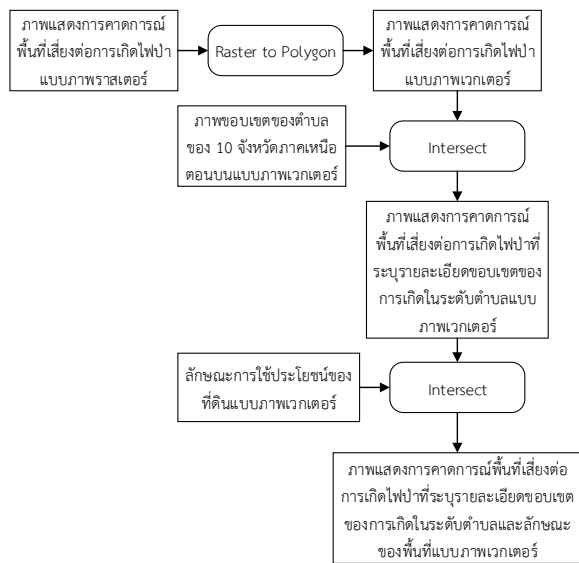 ภาพแสดงการคาดการณ์
พื้นที่เสี่ยงต่อการเกิดไฟป่า
แบบภาพราสเตอร์
Raster to Polygon
ภาพแสดงการคาดการณ์
พื้นที่เสี่ยงต่อการเกิดไฟป่า
แบบภาพเวกเตอร์
ภาพขอบเขตของตำบล
ของ 10 จังหวัดภาคเหนือ
ตอนบนแบบภาพเวกเตอร์
Intersect
ภาพแสดงการคาดการณ์
พื้นที่เสี่ยงต่อการเกิดไฟป่าที่
ระบุรายละเอียดขอบเขตของ
การเกิดในระดับตำบลแบบ
ภาพเวกเตอร์
ลักษณะการใช้ประโยชน์ของ
ที่ดินแบบภาพเวกเตอร์
Intersect
ภาพแสดงการคาดการณ์พื้นที่เสี่ยงต่อ
การเกิดไฟป่าที่ระบุรายละเอียดขอบเขต
ของการเกิดในระดับตำบลและลักษณะ
ของพื้นที่แบบภาพเวกเตอร์